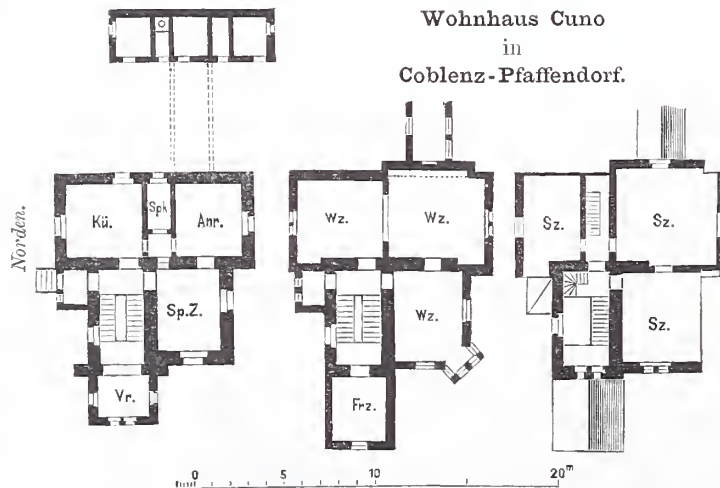 Wohnhaus Cuno
in
Coblenz-Pfaffendorf.
Norden.
Kü.
Spk
Anr.
Sp.Z.
Vr.
Wz.
Wz.
Wz.
Frz.
Sz.
Sz.
Sz.
0 5 10 20m